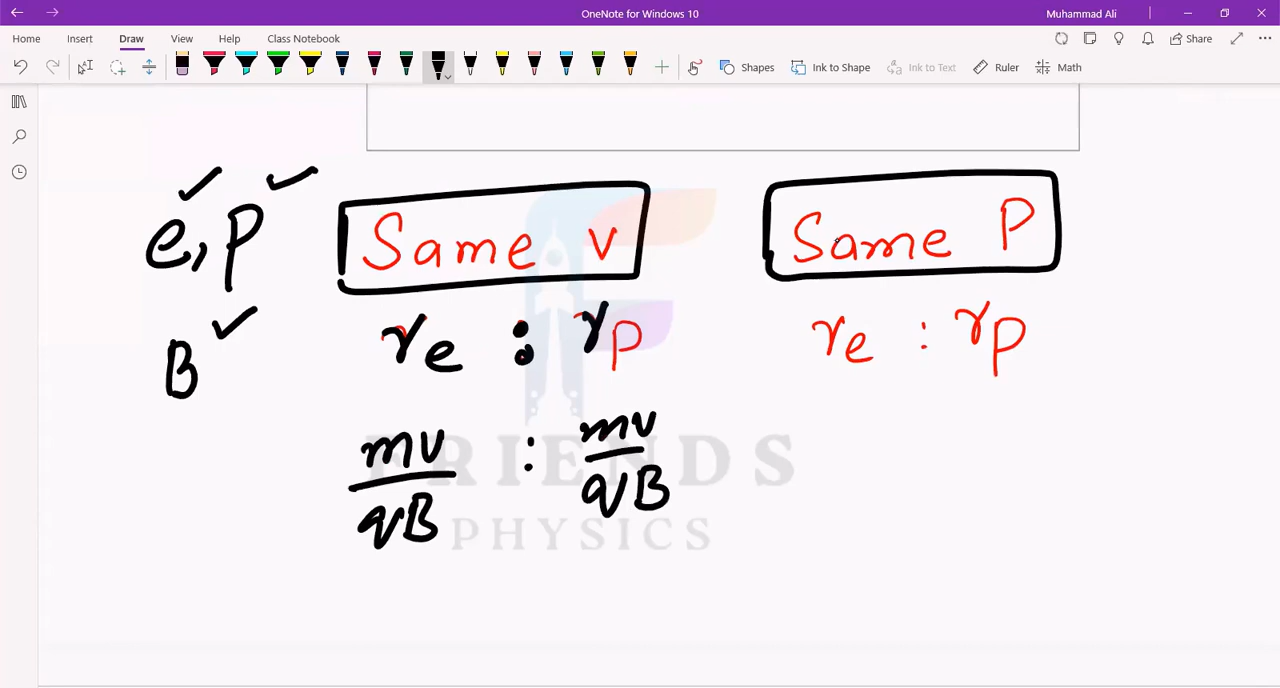 OneNote for Windows 10
Muhammad Ali
Home Insert Draw View Help Class Notebook
Share
Shapes Ink to Shape Ink to Text Ruler Math
e, p
Same v
Same P
B
re : rp
re : rp
mv/qB : mv/qB
FRIENDS
PHYSICS